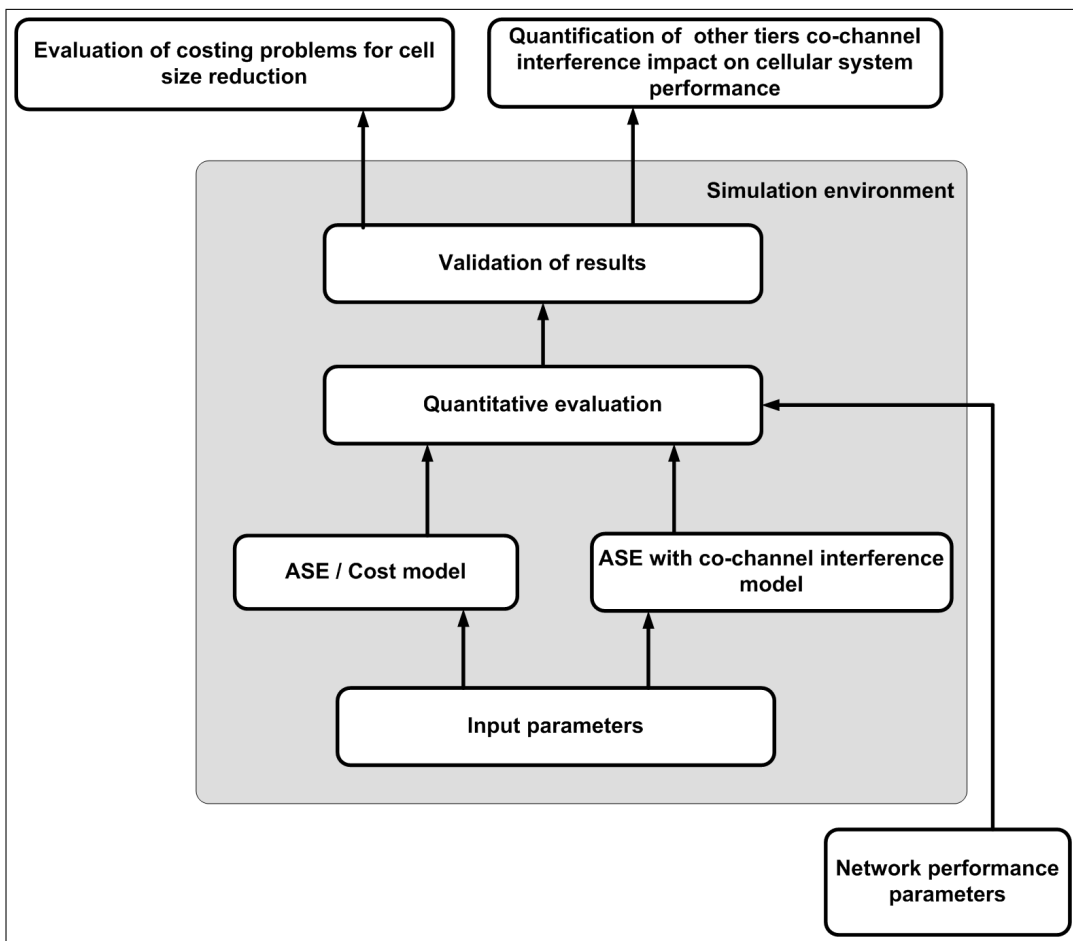 Evaluation of costing problems for cell
size reduction
Quantification of other tiers co-channel
interference impact on cellular system
performance
Simulation environment
Validation of results
Quantitative evaluation
ASE / Cost model
ASE with co-channel interference
model
Input parameters
Network performance
parameters